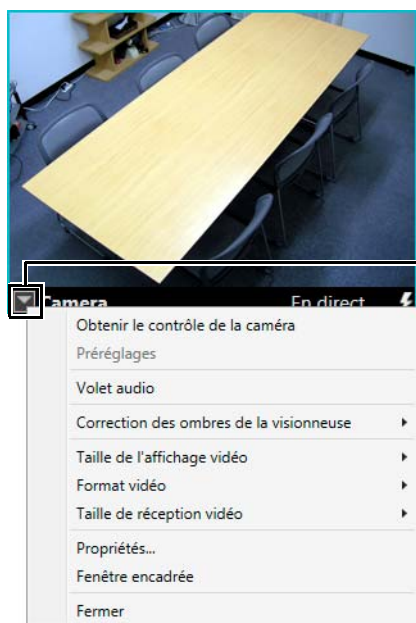 Camera En direct
Obtenir le contrôle de la caméra
Préréglages
Volet audio
Correction des ombres de la visionneuse
Taille de l'affichage vidéo
Format vidéo
Taille de réception vidéo
Propriétés...
Fenêtre encadrée
Fermer